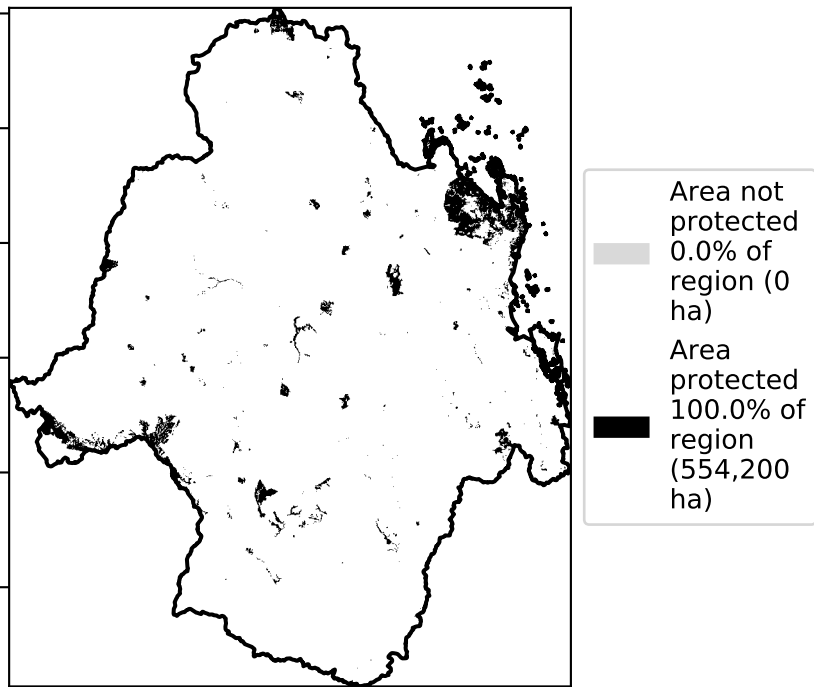 Area not
protected
0.0% of
region (0
ha)
Area
protected
100.0% of
region
(554,200
ha)